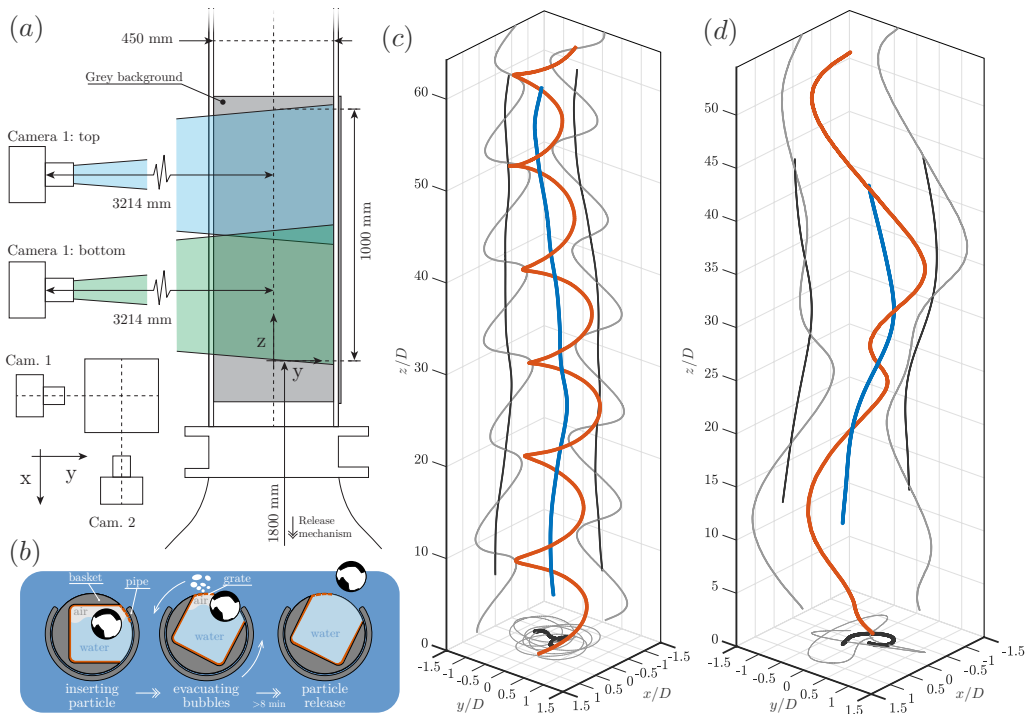 (a)
450 mm
Grey background
Camera 1: top
3214 mm
1000 mm
Camera 1: bottom
3214 mm
z
y
Cam. 1
x
y
Cam. 2
1800 mm
Release
mechanism
(b)
basket
pipe
air
water
grate
air
water
water
inserting
particle
evacuating
bubbles
>8 min
particle
release
(c)
z/D
60
50
40
30
20
10
0
-1.5
-1
-0.5
0
0.5
1
1.5
y/D
-1.5
-1
-0.5
0
0.5
1
1.5
x/D
(d)
z/D
50
45
40
35
30
25
20
15
10
5
0
-1.5
-1
-0.5
0
0.5
1
1.5
y/D
-1.5
-1
-0.5
0
0.5
1
1.5
x/D